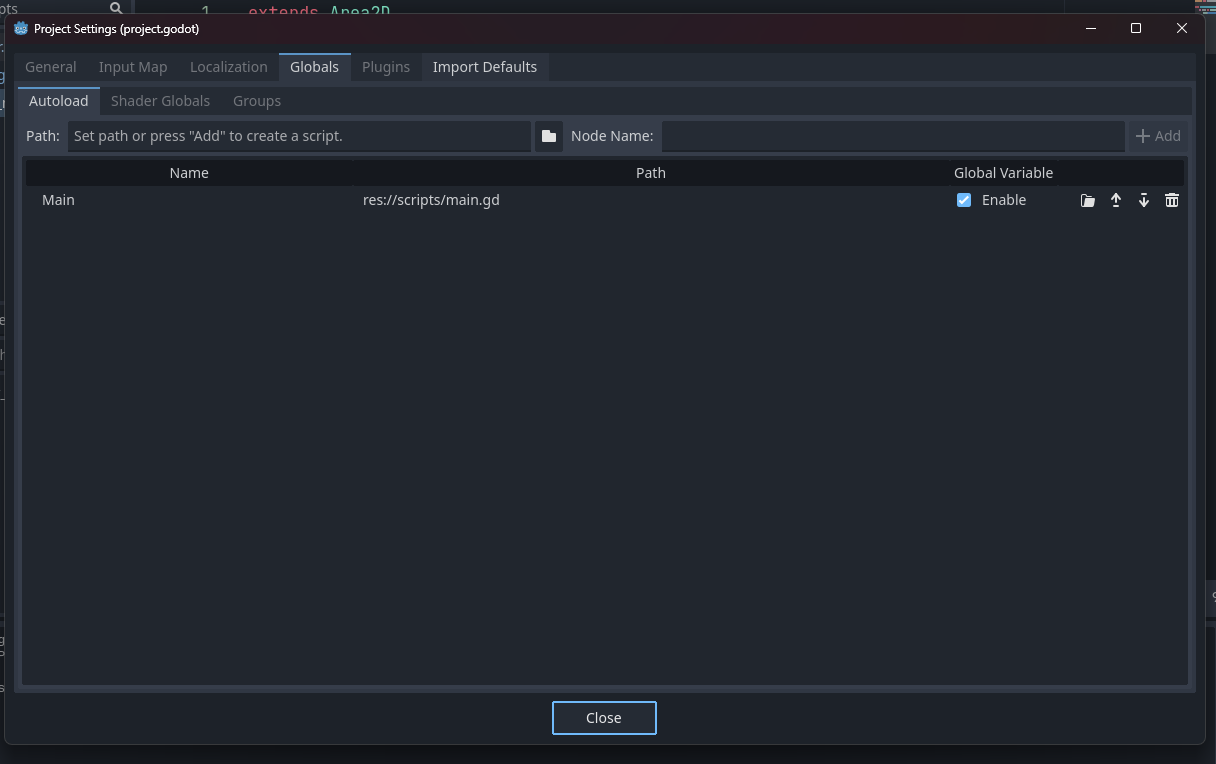 pts
1 extends Area2D
Project Settings (project.godot)
General Input Map Localization Globals Plugins Import Defaults
Autoload Shader Globals Groups
Path: Set path or press "Add" to create a script. Node Name: Add
Name Path Global Variable
Main res://scripts/main.gd Enable
Close